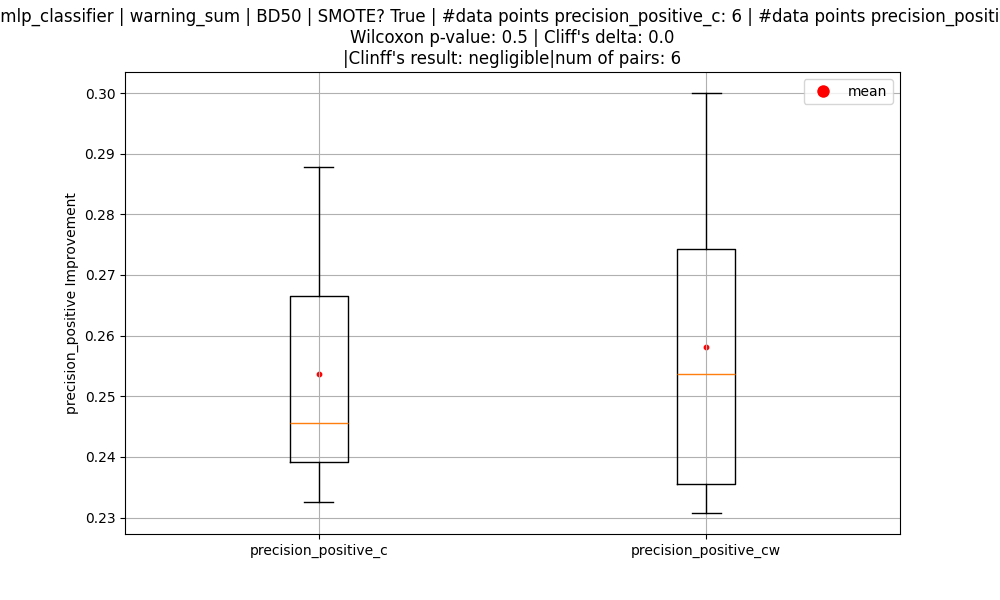 mlp_classifier | warning_sum | BD50 | SMOTE? True | #data points precision_positive_c: 6 | #data points precision_positi
Wilcoxon p-value: 0.5 | Cliff's delta: 0.0
|Clinff's result: negligible|num of pairs: 6
mean
0.30
0.29
0.28
0.27
0.26
0.25
0.24
0.23
precision_positive Improvement
precision_positive_c
precision_positive_cw